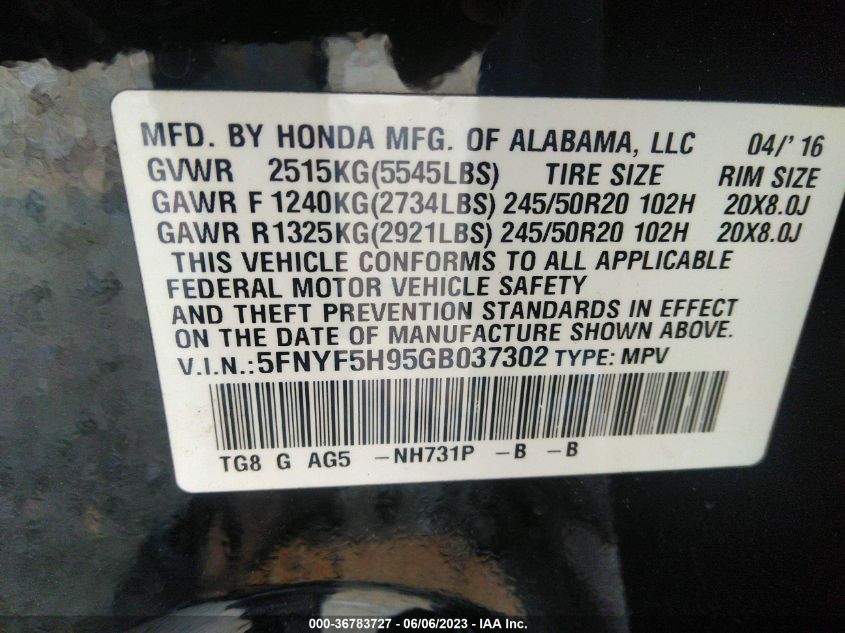 MFD. BY HONDA MFG. OF ALABAMA, LLC 04/'16
GVWR 2515KG(5545LBS) TIRE SIZE RIM SIZE
GAWR F 1240KG(2734LBS) 245/50R20 102H 20X8.0J
GAWR R 1325KG(2921LBS) 245/50R20 102H 20X8.0J
THIS VEHICLE CONFORMS TO ALL APPLICABLE
FEDERAL MOTOR VEHICLE SAFETY
AND THEFT PREVENTION STANDARDS IN EFFECT
ON THE DATE OF MANUFACTURE SHOWN ABOVE.
V.I.N.:5FNYF5H95GB037302 TYPE: MPV
TG8 G AG5 -NH731P -B -B
000-36783727 - 06/06/2023 - IAA Inc.